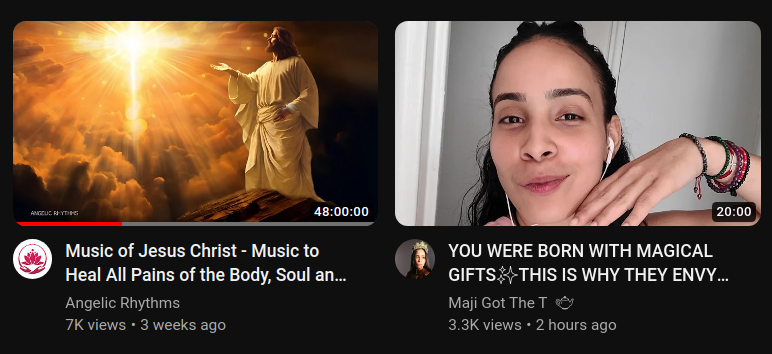 ANGELIC RHYTHMS
48:00:00
20:00
Music of Jesus Christ - Music to
Heal All Pains of the Body, Soul an...
Angelic Rhythms
7K views • 3 weeks ago
YOU WERE BORN WITH MAGICAL
GIFTS✨THIS IS WHY THEY ENVY...
Maji Got The T
3.3K views • 2 hours ago